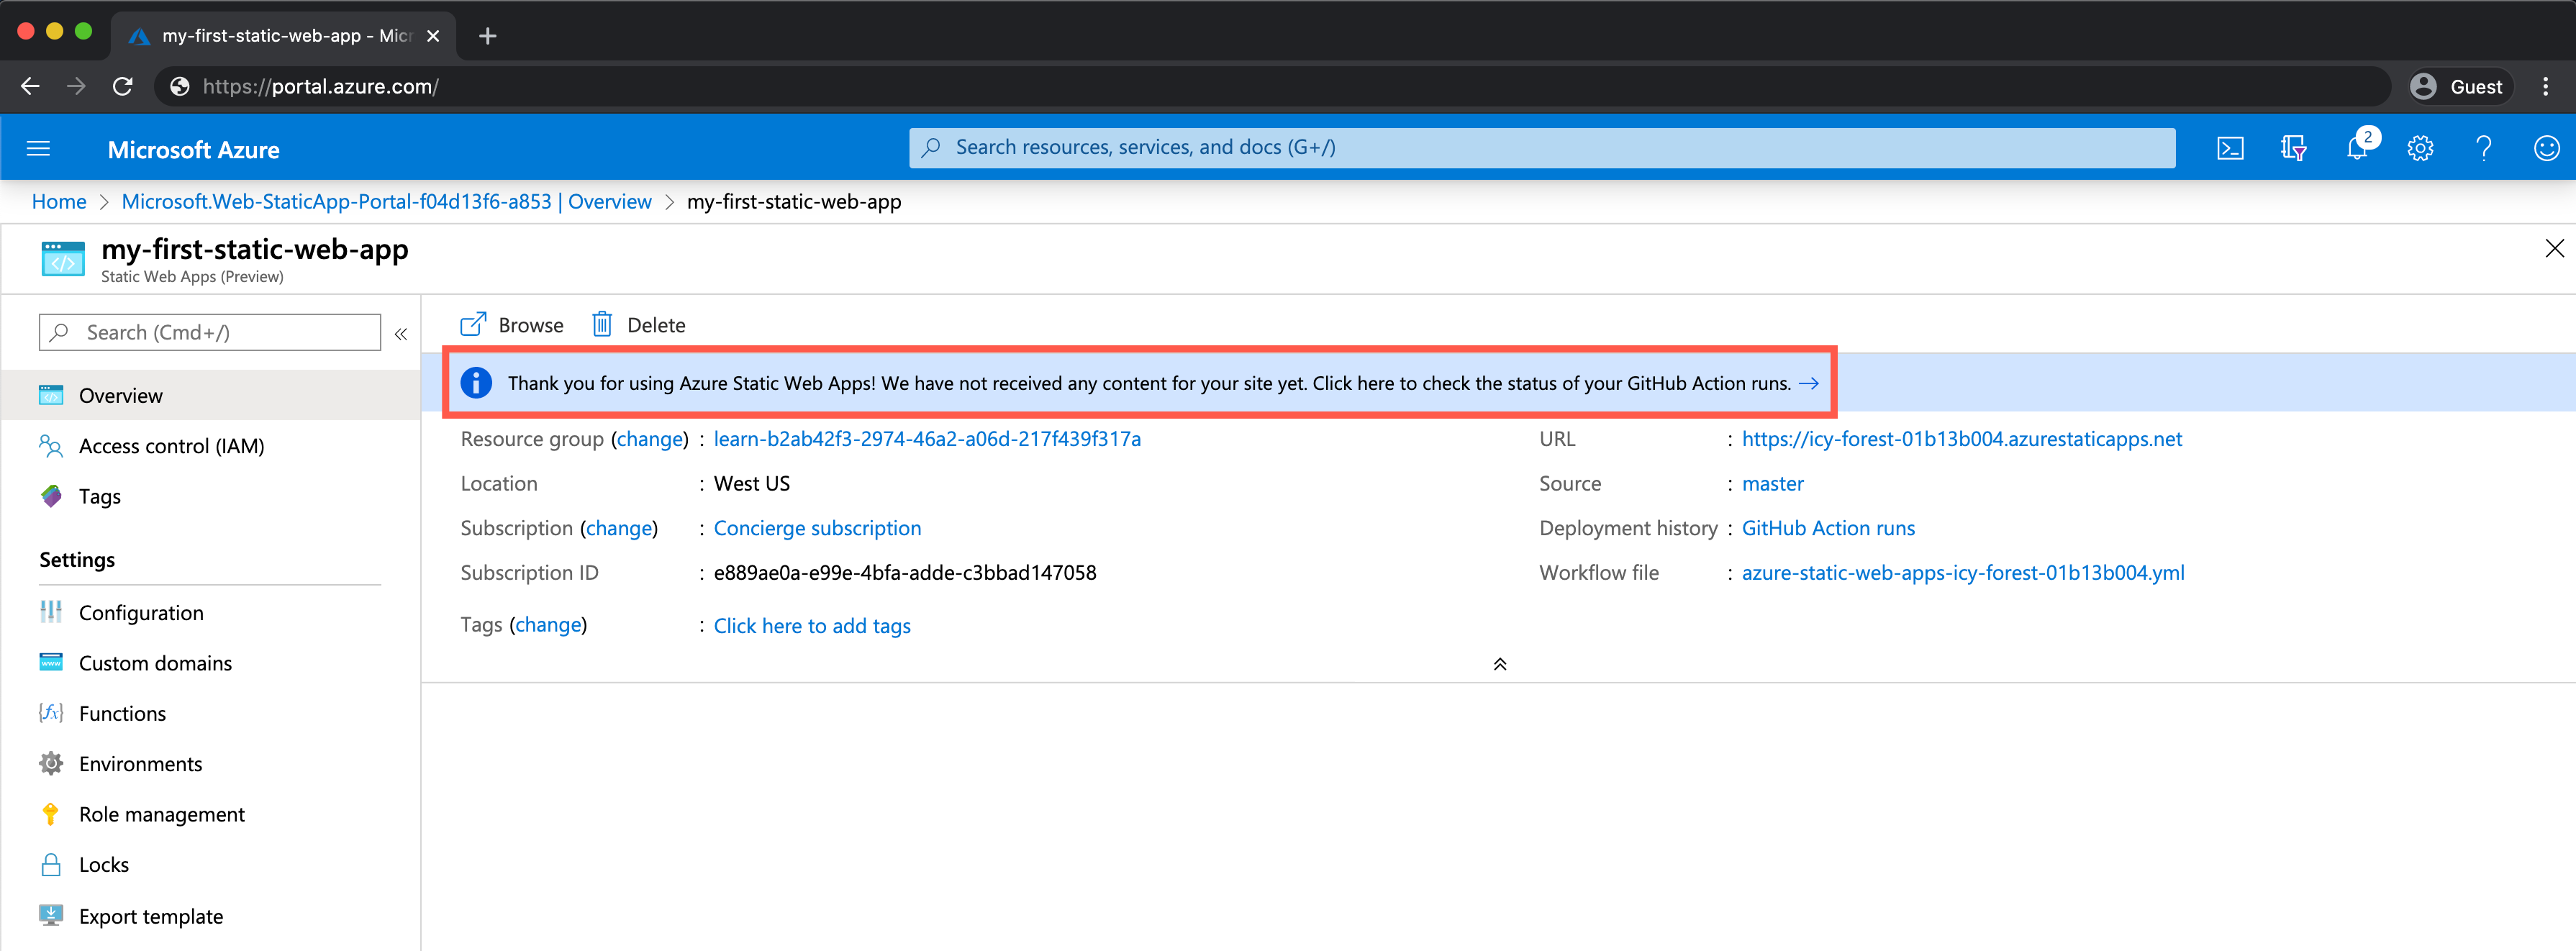 my-first-static-web-app - Micr
https://portal.azure.com/
Guest
Microsoft Azure
Search resources, services, and docs (G+/)
2
Home > Microsoft.Web-StaticApp-Portal-f04d13f6-a853 | Overview > my-first-static-web-app
my-first-static-web-app
Static Web Apps (Preview)
Search (Cmd+/)
Overview
Access control (IAM)
Tags
Settings
Configuration
Custom domains
Functions
Environments
Role management
Locks
Export template
Browse
Delete
Thank you for using Azure Static Web Apps! We have not received any content for your site yet. Click here to check the status of your GitHub Action runs. →
Resource group (change) : learn-b2ab42f3-2974-46a2-a06d-217f439f317a
Location : West US
Subscription (change) : Concierge subscription
Subscription ID : e889ae0a-e99e-4bfa-adde-c3bbad147058
Tags (change) : Click here to add tags
URL : https://icy-forest-01b13b004.azurestaticapps.net
Source : master
Deployment history : GitHub Action runs
Workflow file : azure-static-web-apps-icy-forest-01b13b004.yml